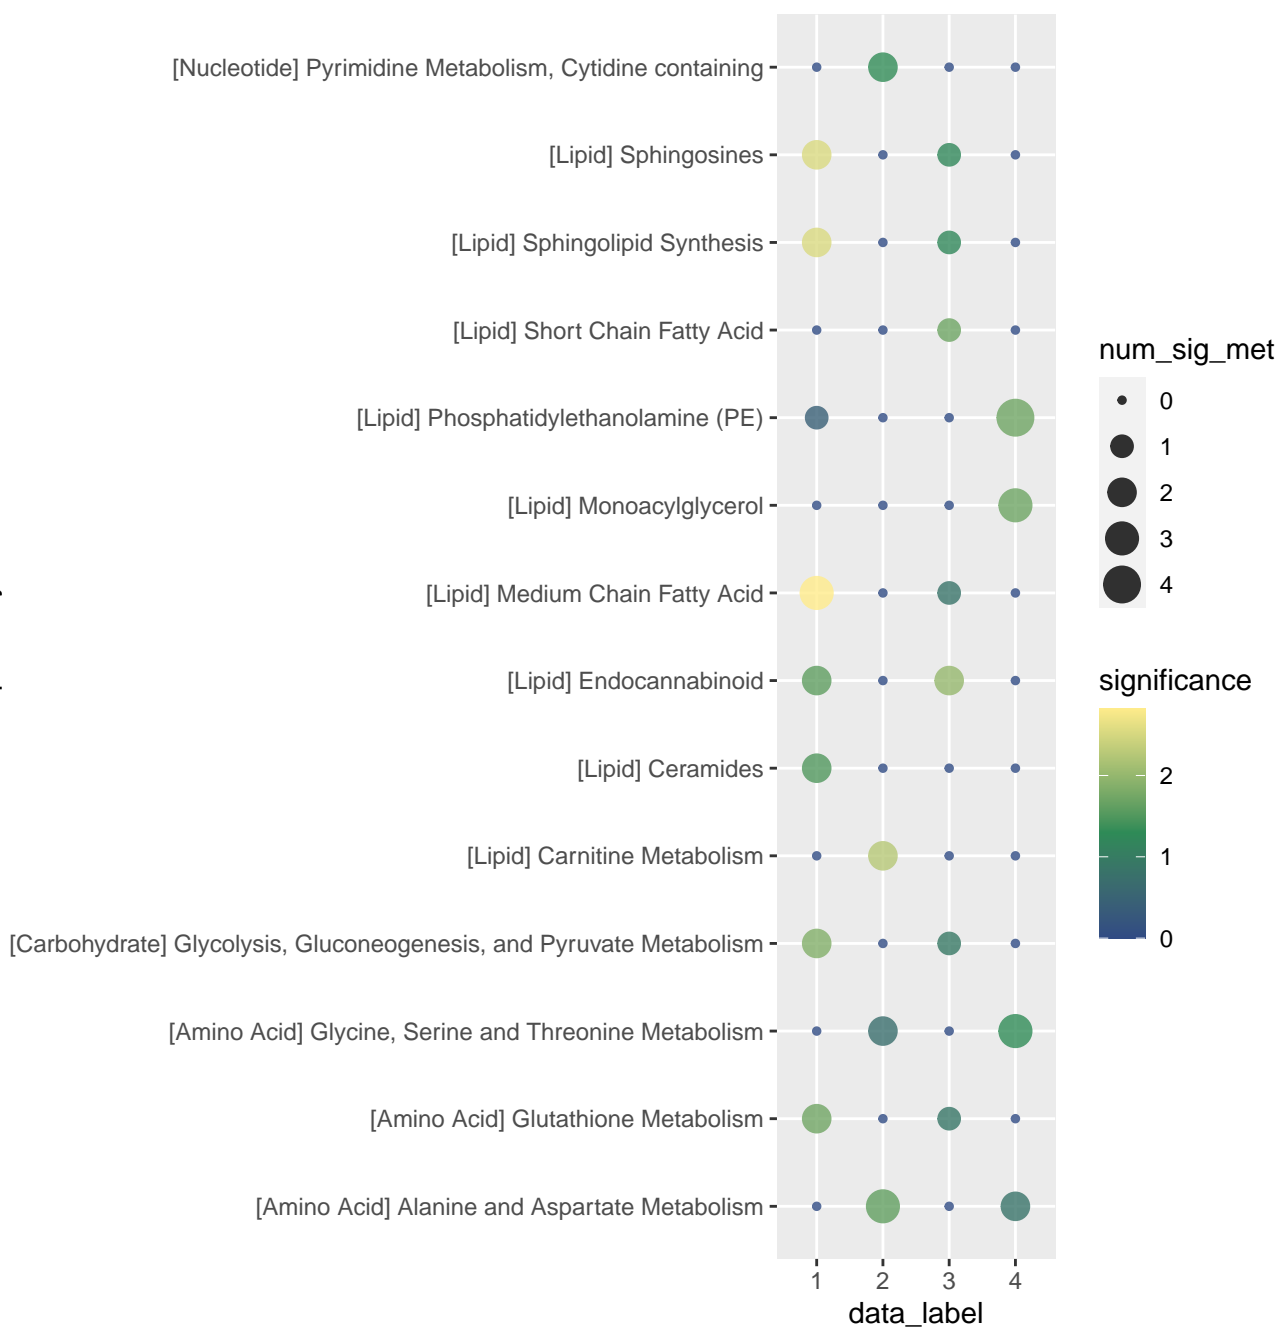 [Nucleotide] Pyrimidine Metabolism, Cytidine containing
[Lipid] Sphingosines
[Lipid] Sphingolipid Synthesis
[Lipid] Short Chain Fatty Acid
[Lipid] Phosphatidylethanolamine (PE)
[Lipid] Monoacylglycerol
[Lipid] Medium Chain Fatty Acid
[Lipid] Endocannabinoid
[Lipid] Ceramides
[Lipid] Carnitine Metabolism
[Carbohydrate] Glycolysis, Gluconeogenesis, and Pyruvate Metabolism
[Amino Acid] Glycine, Serine and Threonine Metabolism
[Amino Acid] Glutathione Metabolism
[Amino Acid] Alanine and Aspartate Metabolism
1 2 3 4
data_label
num_sig_met
0
1
2
3
4
significance
2
1
0